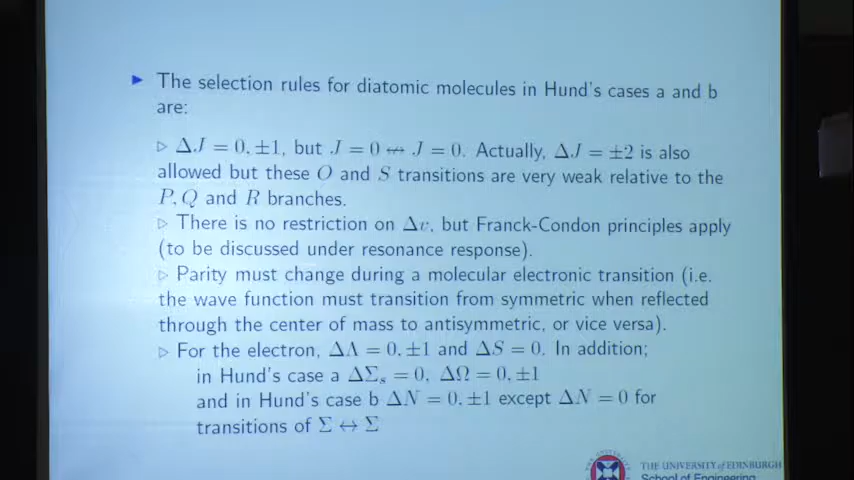 ▶ The selection rules for diatomic molecules in Hund's cases a and b
are:
▷ ΔJ = 0, ±1, but J = 0 ↮ J = 0. Actually, ΔJ = ±2 is also
allowed but these O and S transitions are very weak relative to the
P, Q and R branches.
▷ There is no restriction on Δv, but Franck-Condon principles apply
(to be discussed under resonance response).
▷ Parity must change during a molecular electronic transition (i.e.
the wave function must transition from symmetric when reflected
through the center of mass to antisymmetric, or vice versa).
▷ For the electron, ΔΛ = 0, ±1 and ΔS = 0. In addition;
in Hund's case a ΔΣₛ = 0, ΔΩ = 0, ±1
and in Hund's case b ΔN = 0, ±1 except ΔN = 0 for
transitions of Σ ↔ Σ
THE UNIVERSITY of EDINBURGH
School of Engineering